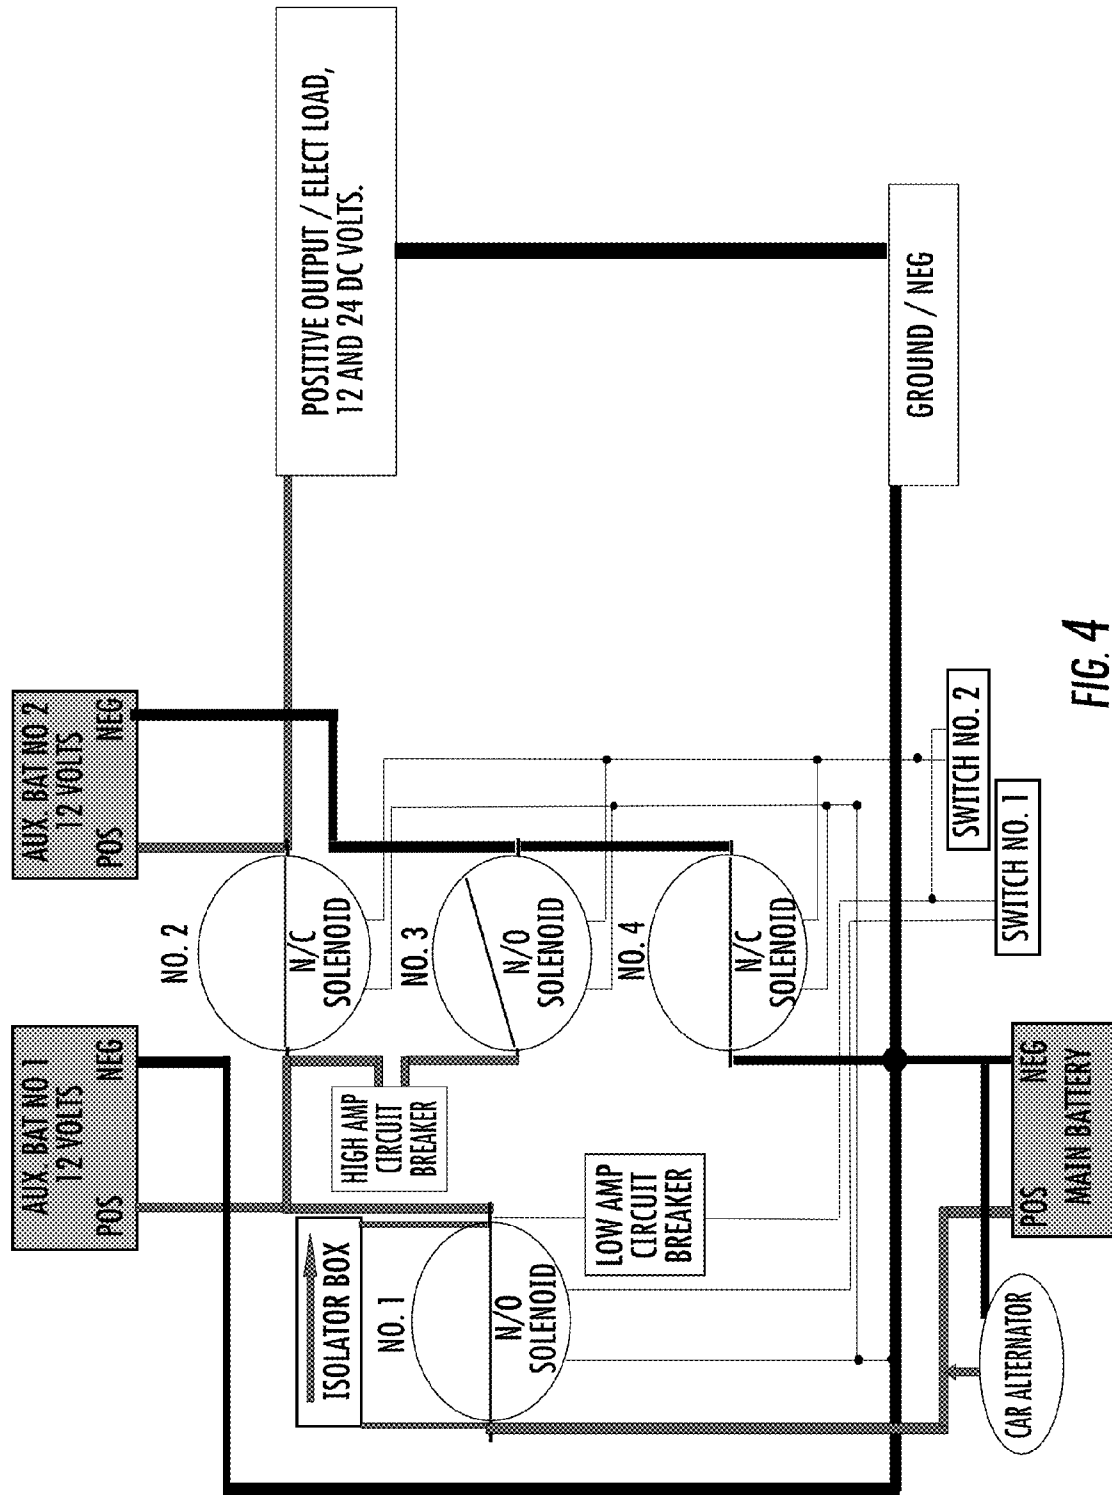 AUX. BAT NO 1
12 VOLTS
POS
NEG
AUX. BAT NO 2
12 VOLTS
POS
NEG
ISOLATOR BOX
NO. 1
N/O
SOLENOID
HIGH AMP
CIRCUIT
BREAKER
NO. 2
N/C
SOLENOID
NO. 3
N/O
SOLENOID
NO. 4
N/C
SOLENOID
LOW AMP
CIRCUIT
BREAKER
POSITIVE OUTPUT / ELECT LOAD,
12 AND 24 DC VOLTS.
GROUND / NEG
CAR ALTERNATOR
POS
NEG
MAIN BATTERY
SWITCH NO. 1
SWITCH NO. 2
FIG. 4